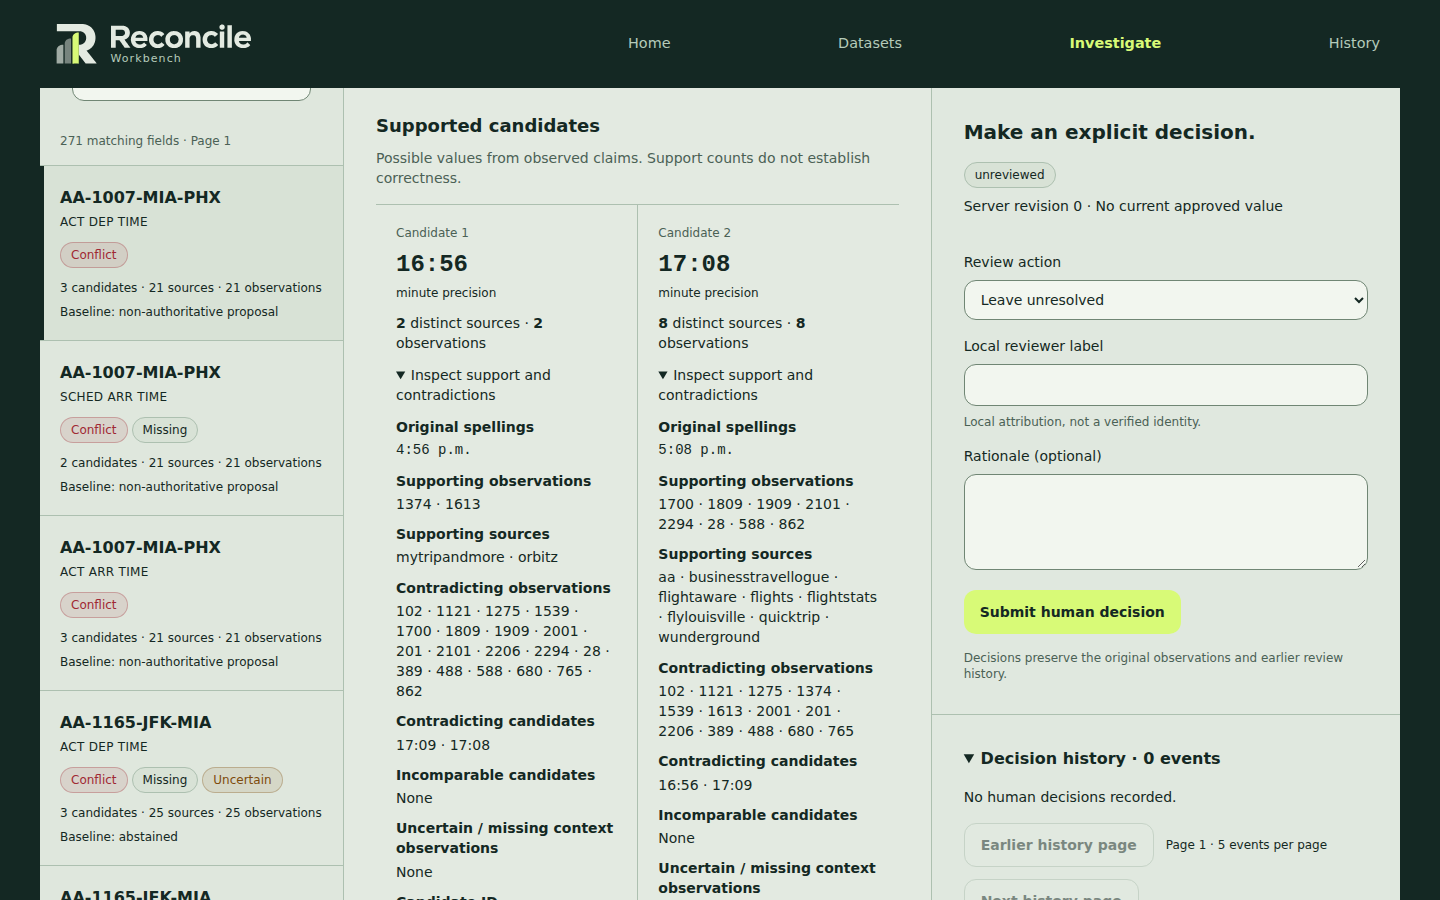 Reconcile
Workbench
Home
Datasets
Investigate
History
271 matching fields · Page 1
AA-1007-MIA-PHX
ACT DEP TIME
Conflict
3 candidates · 21 sources · 21 observations
Baseline: non-authoritative proposal
AA-1007-MIA-PHX
SCHED ARR TIME
Conflict
Missing
2 candidates · 21 sources · 21 observations
Baseline: non-authoritative proposal
AA-1007-MIA-PHX
ACT ARR TIME
Conflict
3 candidates · 21 sources · 21 observations
Baseline: non-authoritative proposal
AA-1165-JFK-MIA
ACT DEP TIME
Conflict
Missing
Uncertain
3 candidates · 25 sources · 25 observations
Baseline: abstained
AA-1165-JFK-MIA
Supported candidates
Possible values from observed claims. Support counts do not establish
correctness.
Candidate 1
16:56
minute precision
2 distinct sources · 2
observations
▼ Inspect support and
contradictions
Original spellings
4:56 p.m.
Supporting observations
1374 · 1613
Supporting sources
mytripandmore · orbitz
Contradicting observations
102 · 1121 · 1275 · 1539 ·
1700 · 1809 · 1909 · 2001 ·
201 · 2101 · 2206 · 2294 · 28 ·
389 · 488 · 588 · 680 · 765 ·
862
Contradicting candidates
17:09 · 17:08
Incomparable candidates
None
Uncertain / missing context
observations
None
Candidate ID
Candidate 2
17:08
minute precision
8 distinct sources · 8
observations
▼ Inspect support and
contradictions
Original spellings
5:08 p.m.
Supporting observations
1700 · 1809 · 1909 · 2101 ·
2294 · 28 · 588 · 862
Supporting sources
aa · businesstravellogue ·
flightaware · flights · flightstats
· flylouisville · quicktrip ·
wunderground
Contradicting observations
102 · 1121 · 1275 · 1374 ·
1539 · 1613 · 2001 · 201 ·
2206 · 389 · 488 · 680 · 765
Contradicting candidates
16:56 · 17:09
Incomparable candidates
None
Uncertain / missing context
observations
Make an explicit decision.
unreviewed
Server revision 0 · No current approved value
Review action
Leave unresolved
Local reviewer label
Local attribution, not a verified identity.
Rationale (optional)
Submit human decision
Decisions preserve the original observations and earlier review
history.
▼ Decision history · 0 events
No human decisions recorded.
Earlier history page
Page 1 · 5 events per page
Next history page